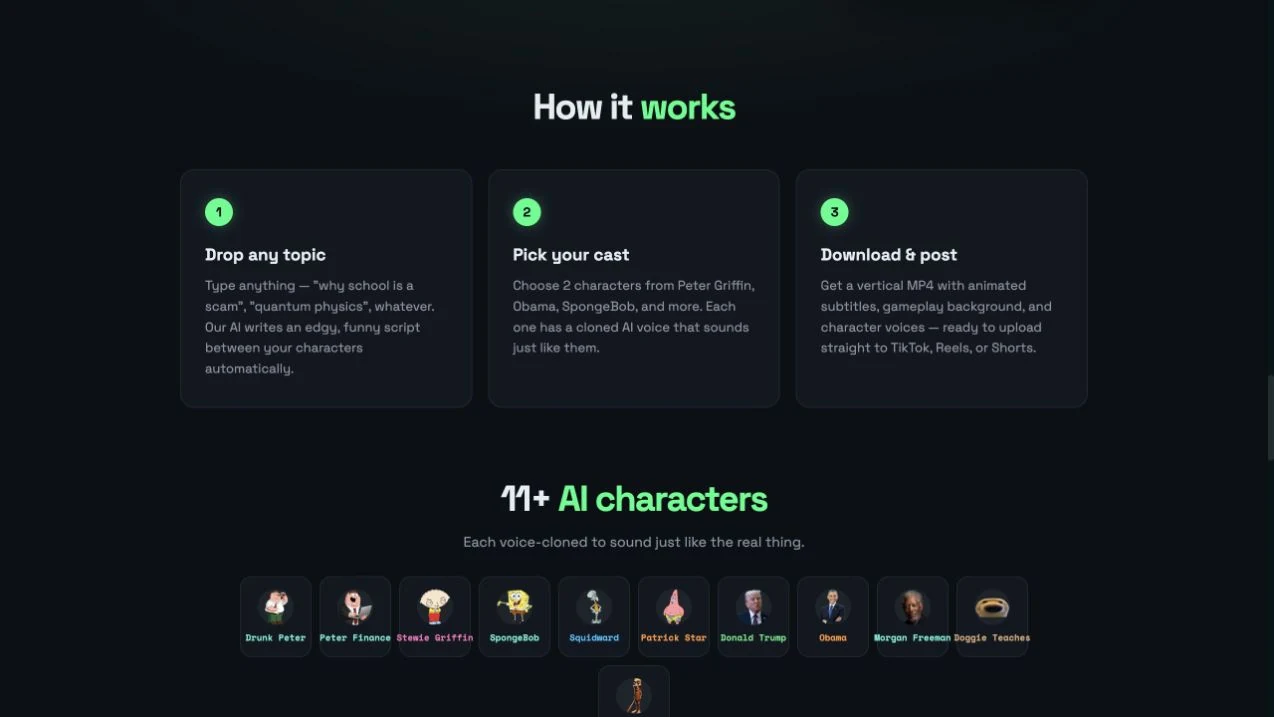 How it works
1
Drop any topic
Type anything — "why school is a
scam", "quantum physics", whatever.
Our AI writes an edgy, funny script
between your characters
automatically.
2
Pick your cast
Choose 2 characters from Peter Griffin,
Obama, SpongeBob, and more. Each
one has a cloned AI voice that sounds
just like them.
3
Download & post
Get a vertical MP4 with animated
subtitles, gameplay background, and
character voices — ready to upload
straight to TikTok, Reels, or Shorts.
11+ AI characters
Each voice-cloned to sound just like the real thing.
Drunk Peter
Peter Finance
Stewie Griffin
SpongeBob
Squidward
Patrick Star
Donald Trump
Obama
Morgan Freeman
Doggie Teaches